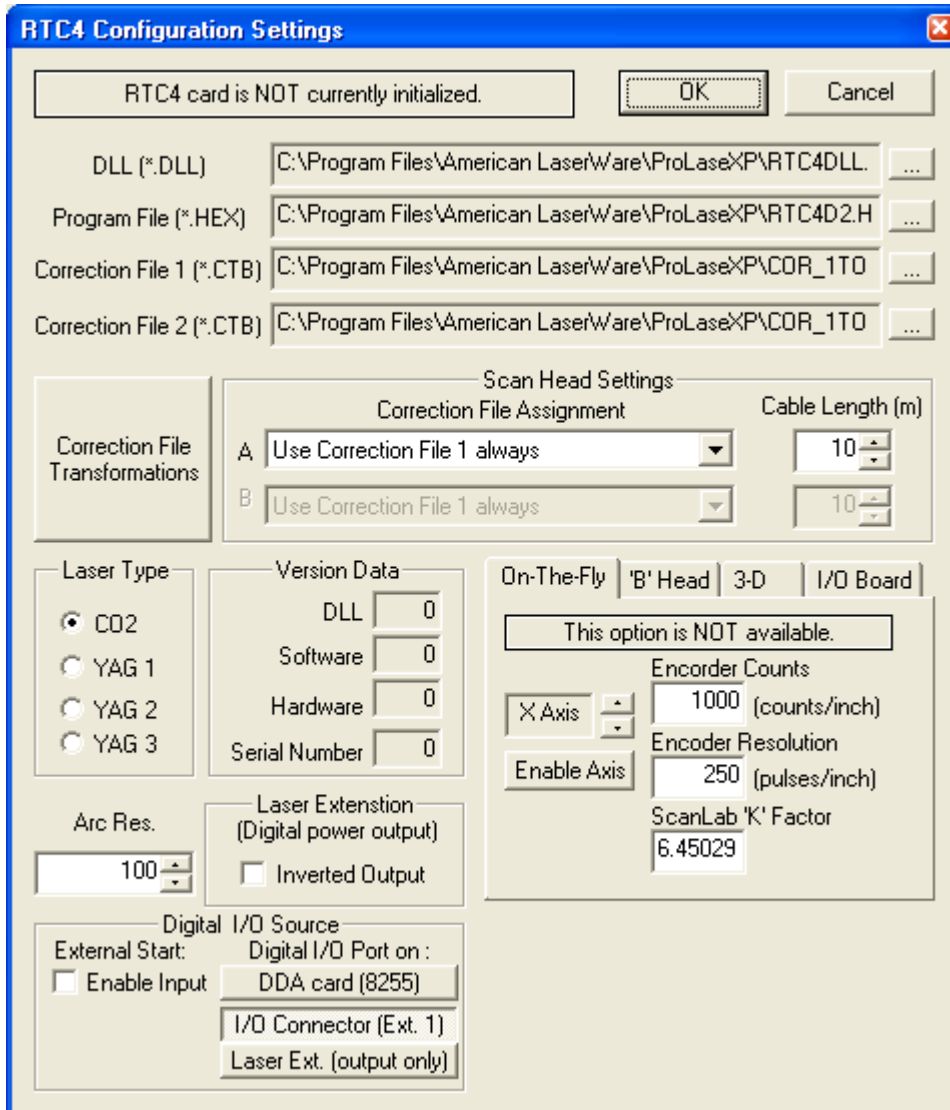 RTC4 Configuration Settings
RTC4 card is NOT currently initialized.
OK
Cancel
DLL (*.DLL)
C:\Program Files\American LaserWare\ProLaseXP\RTC4DLL.
...
Program File (*.HEX)
C:\Program Files\American LaserWare\ProLaseXP\RTC4D2.H
...
Correction File 1 (*.CTB)
C:\Program Files\American LaserWare\ProLaseXP\COR_1TO
...
Correction File 2 (*.CTB)
C:\Program Files\American LaserWare\ProLaseXP\COR_1TO
...
Correction File
Transformations
Scan Head Settings
Correction File Assignment
Cable Length (m)
A
Use Correction File 1 always
10
B
Use Correction File 1 always
10
Laser Type
CO2
YAG 1
YAG 2
YAG 3
Version Data
DLL
0
Software
0
Hardware
0
Serial Number
0
On-The-Fly
'B' Head
3-D
I/O Board
This option is NOT available.
X Axis
Enable Axis
Encorder Counts
1000
(counts/inch)
Encoder Resolution
250
(pulses/inch)
ScanLab 'K' Factor
6.45029
Arc Res.
100
Laser Extenstion
(Digital power output)
Inverted Output
Digital I/O Source
External Start:
Enable Input
Digital I/O Port on :
DDA card (8255)
I/O Connector (Ext. 1)
Laser Ext. (output only)